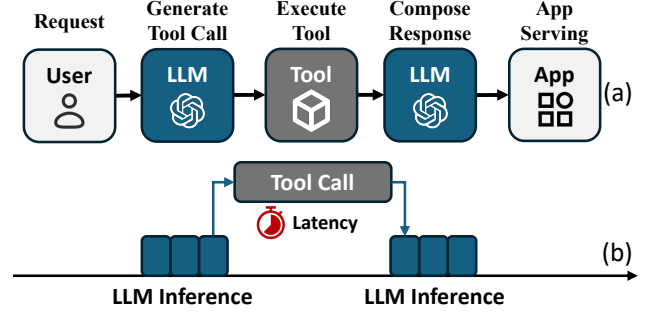 Request
Generate
Tool Call
Execute
Tool
Compose
Response
App
Serving
User
LLM
Tool
LLM
App
(a)
Tool Call
Latency
(b)
LLM Inference
LLM Inference